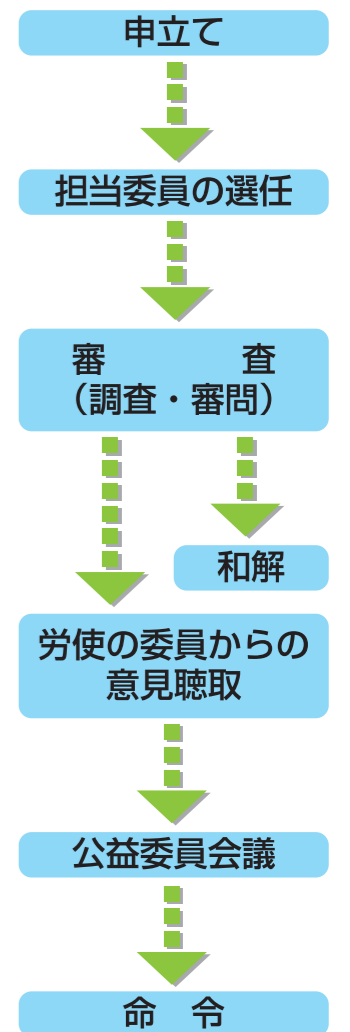 申立て
担当委員の選任
審　　　　査
（調査・審問）
和解
労使の委員からの
意見聴取
公益委員会議
命　令